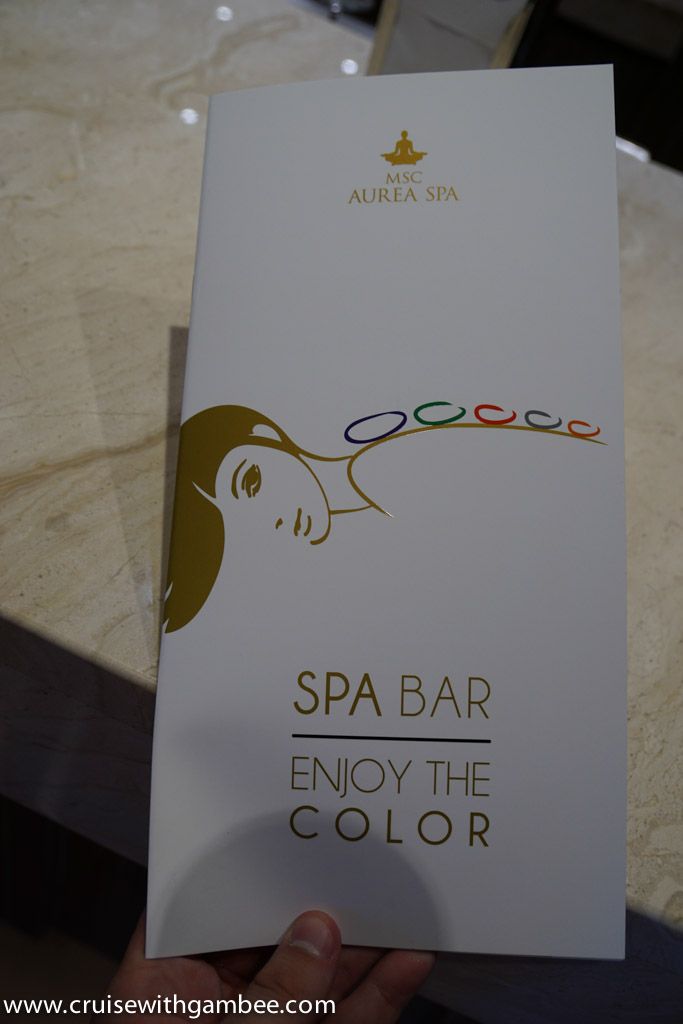 MSC
AUREA SPA
SPA BAR
ENJOY THE
COLOR
www.cruisewithgambee.com